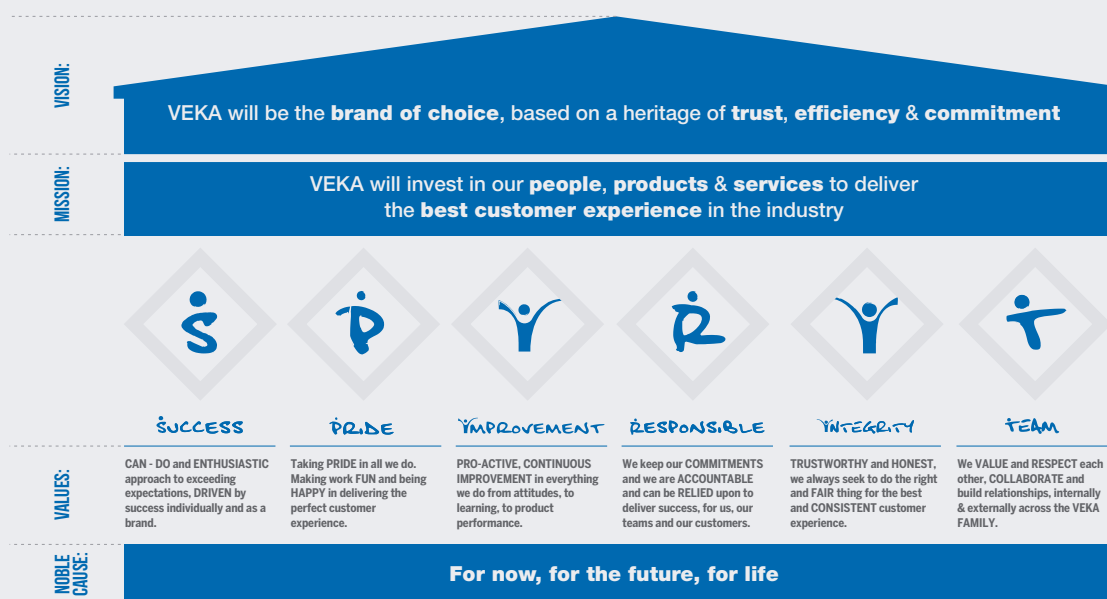 VISION:
VEKA will be the brand of choice, based on a heritage of trust, efficiency & commitment
MISSION:
VEKA will invest in our people, products & services to deliver
the best customer experience in the industry
S P I R I T
SUCCESS
PRIDE
IMPROVEMENT
RESPONSIBLE
INTEGRITY
TEAM
VALUES:
CAN - DO and ENTHUSIASTIC
approach to exceeding
expectations, DRIVEN by
success individually and as a
brand.
Taking PRIDE in all we do.
Making work FUN and being
HAPPY in delivering the
perfect customer
experience.
PRO-ACTIVE, CONTINUOUS
IMPROVEMENT in everything
we do from attitudes, to
learning, to product
performance.
We keep our COMMITMENTS
and we are ACCOUNTABLE
and can be RELIED upon to
deliver success, for us, our
teams and our customers.
TRUSTWORTHY and HONEST,
we always seek to do the right
and FAIR thing for the best
and CONSISTENT customer
experience.
We VALUE and RESPECT each
other, COLLABORATE and
build relationships, internally
& externally across the VEKA
FAMILY.
NOBLE
CAUSE:
For now, for the future, for life